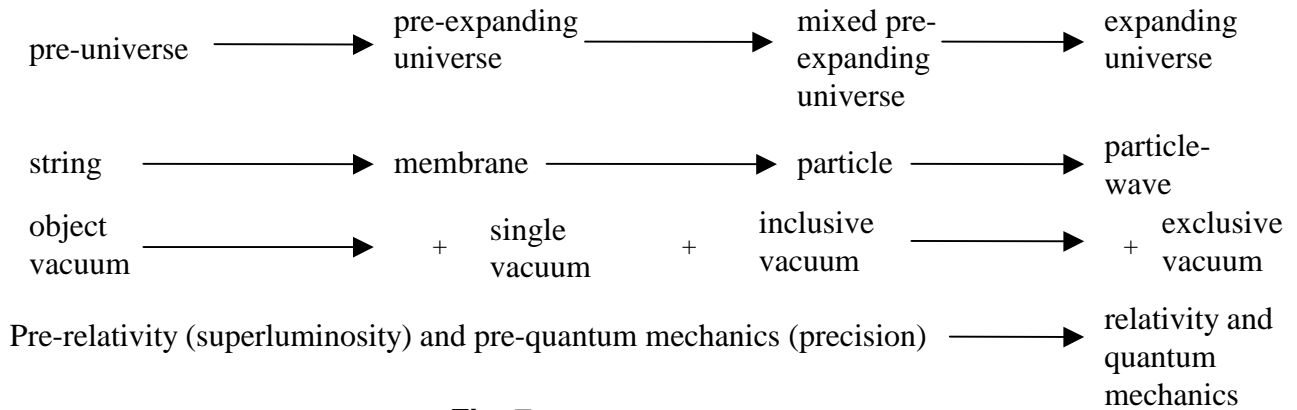 pre-universe
pre-expanding
universe
mixed pre-
expanding
universe
expanding
universe
string
membrane
particle
particle-
wave
object
vacuum
+
single
vacuum
+
inclusive
vacuum
+
exclusive
vacuum
Pre-relativity (superluminosity) and pre-quantum mechanics (precision)
relativity and
quantum
mechanics